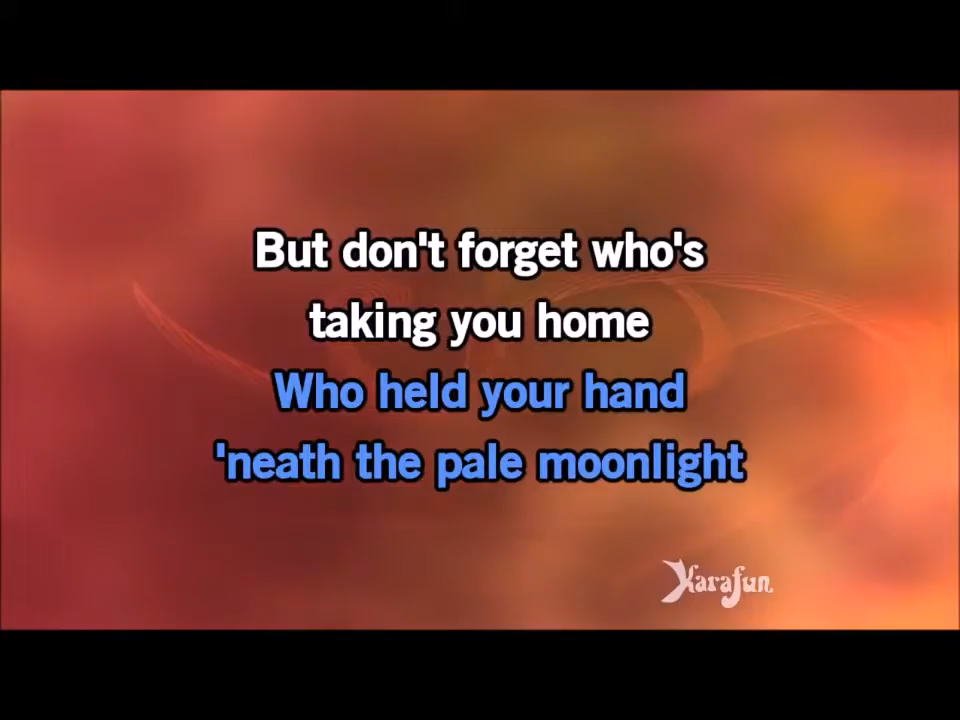 But don't forget who's
taking you home
Who held your hand
'neath the pale moonlight
Karafun